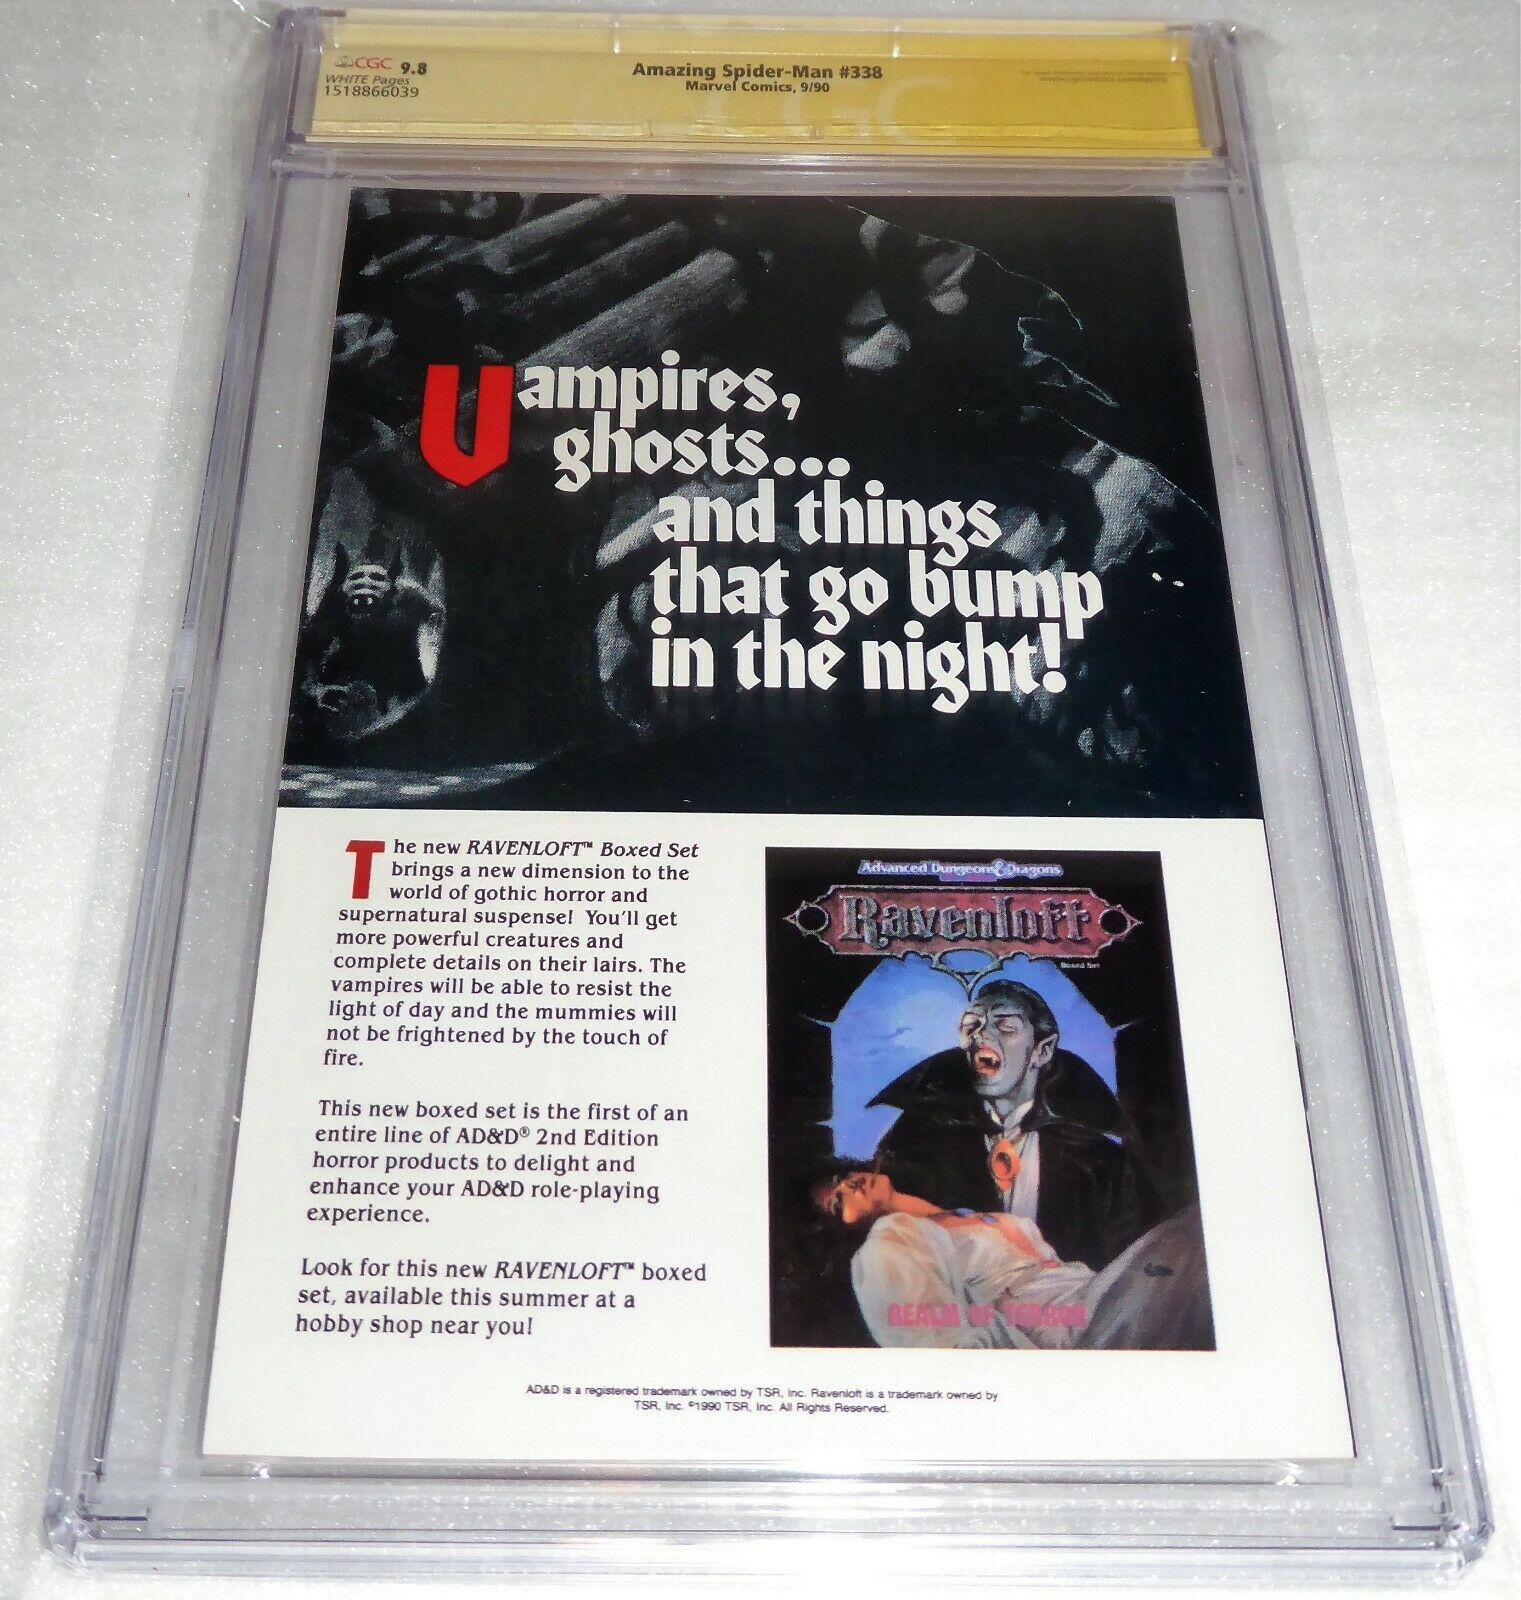 CGC 9.8
WHITE Pages
1518866039
Amazing Spider-Man #338
Marvel Comics, 9/90
CGC
Vampires,
ghosts...
and things
that go bump
in the night!
The new RAVENLOFT™ Boxed Set
brings a new dimension to the
world of gothic horror and
supernatural suspense! You'll get
more powerful creatures and
complete details on their lairs. The
vampires will be able to resist the
light of day and the mummies will
not be frightened by the touch of
fire.
This new boxed set is the first of an
entire line of AD&D® 2nd Edition
horror products to delight and
enhance your AD&D role-playing
experience.
Look for this new RAVENLOFT™ boxed
set, available this summer at a
hobby shop near you!
Advanced Dungeons & Dragons
Ravenloft
Boxed Set
REALM OF TERROR
AD&D is a registered trademark owned by TSR, Inc. Ravenloft is a trademark owned by
TSR, Inc. ©1990 TSR, Inc. All Rights Reserved.